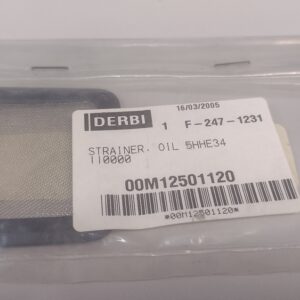 16/03/2005
DERBI 1 F-247-1231
STRAINER. OIL 5HHE34
110000
00M12501120
*00M12501120*